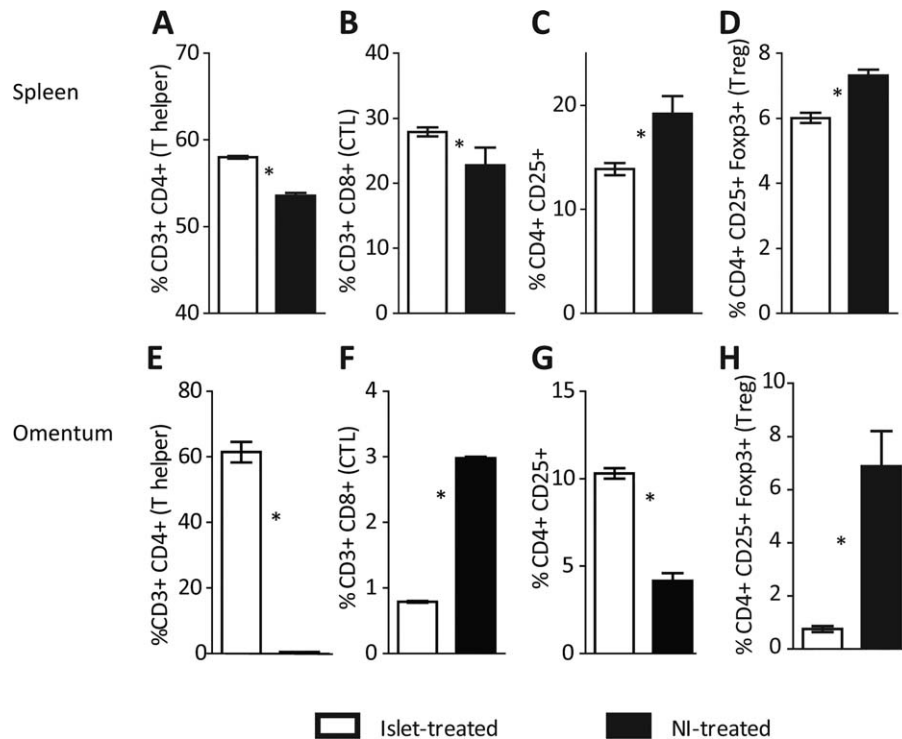 Spleen
A
% CD3+ CD4+ (T helper)
70
60
50
40
*
B
% CD3+ CD8+ (CTL)
40
30
20
10
0
*
C
% CD4+ CD25+
20
10
0
*
D
% CD4+ CD25+ Foxp3+ (Treg)
8
6
4
2
0
*
Omentum
E
%CD3+ CD4+ (T helper)
80
60
40
20
0
*
F
% CD3+ CD8+ (CTL)
4
3
2
1
0
*
G
% CD4+ CD25+
15
10
5
0
*
H
% CD4+ CD25+ Foxp3+ (Treg)
10
8
6
4
2
0
*
Islet-treated
NI-treated